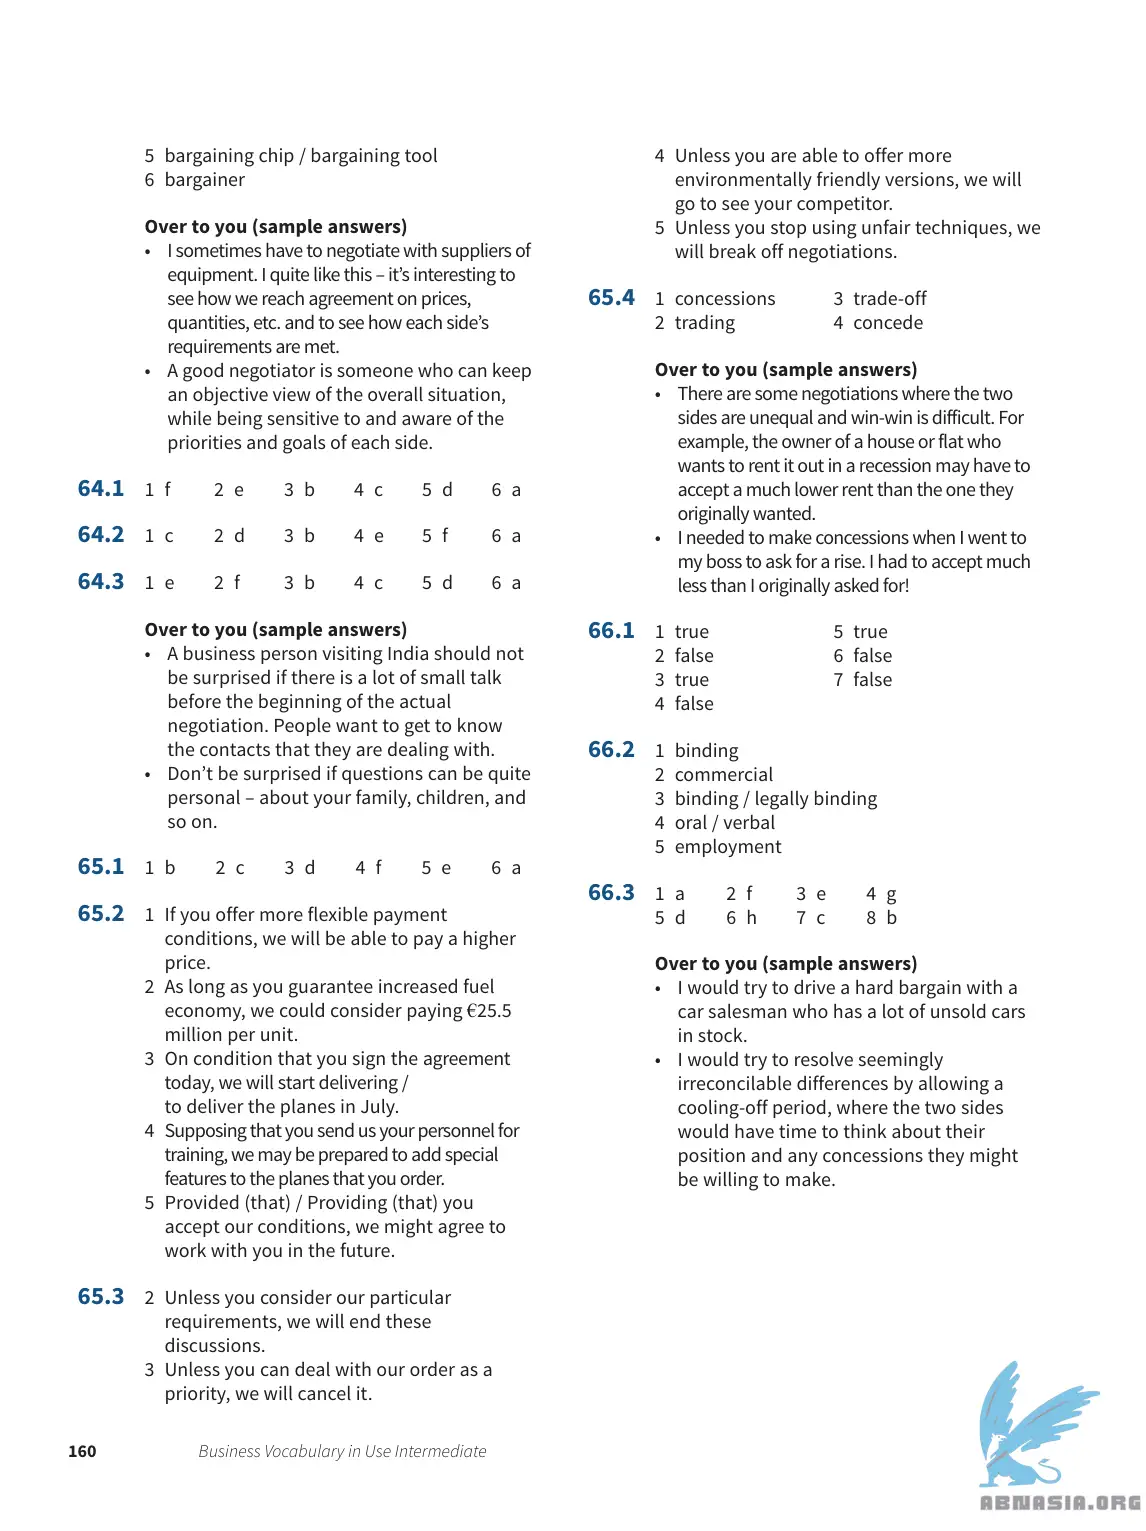 5 bargaining chip / bargaining tool
6 bargainer
Over to you (sample answers)
• I sometimes have to negotiate with suppliers of
equipment. I quite like this – it’s interesting to
see how we reach agreement on prices,
quantities, etc. and to see how each side’s
requirements are met.
• A good negotiator is someone who can keep
an objective view of the overall situation,
while being sensitive to and aware of the
priorities and goals of each side.
64.1 1 f 2 e 3 b 4 c 5 d 6 a
64.2 1 c 2 d 3 b 4 e 5 f 6 a
64.3 1 e 2 f 3 b 4 c 5 d 6 a
Over to you (sample answers)
• A business person visiting India should not
be surprised if there is a lot of small talk
before the beginning of the actual
negotiation. People want to get to know
the contacts that they are dealing with.
• Don’t be surprised if questions can be quite
personal – about your family, children, and
so on.
65.1 1 b 2 c 3 d 4 f 5 e 6 a
65.2 1 If you offer more flexible payment
conditions, we will be able to pay a higher
price.
2 As long as you guarantee increased fuel
economy, we could consider paying €25.5
million per unit.
3 On condition that you sign the agreement
today, we will start delivering /
to deliver the planes in July.
4 Supposing that you send us your personnel for
training, we may be prepared to add special
features to the planes that you order.
5 Provided (that) / Providing (that) you
accept our conditions, we might agree to
work with you in the future.
65.3 2 Unless you consider our particular
requirements, we will end these
discussions.
3 Unless you can deal with our order as a
priority, we will cancel it.
4 Unless you are able to offer more
environmentally friendly versions, we will
go to see your competitor.
5 Unless you stop using unfair techniques, we
will break off negotiations.
65.4 1 concessions 3 trade-off
2 trading 4 concede
Over to you (sample answers)
• There are some negotiations where the two
sides are unequal and win-win is difficult. For
example, the owner of a house or flat who
wants to rent it out in a recession may have to
accept a much lower rent than the one they
originally wanted.
• I needed to make concessions when I went to
my boss to ask for a rise. I had to accept much
less than I originally asked for!
66.1 1 true 5 true
2 false 6 false
3 true 7 false
4 false
66.2 1 binding
2 commercial
3 binding / legally binding
4 oral / verbal
5 employment
66.3 1 a 2 f 3 e 4 g
5 d 6 h 7 c 8 b
Over to you (sample answers)
• I would try to drive a hard bargain with a
car salesman who has a lot of unsold cars
in stock.
• I would try to resolve seemingly
irreconcilable differences by allowing a
cooling-off period, where the two sides
would have time to think about their
position and any concessions they might
be willing to make.
160 Business Vocabulary in Use Intermediate
ABNASIA.ORG